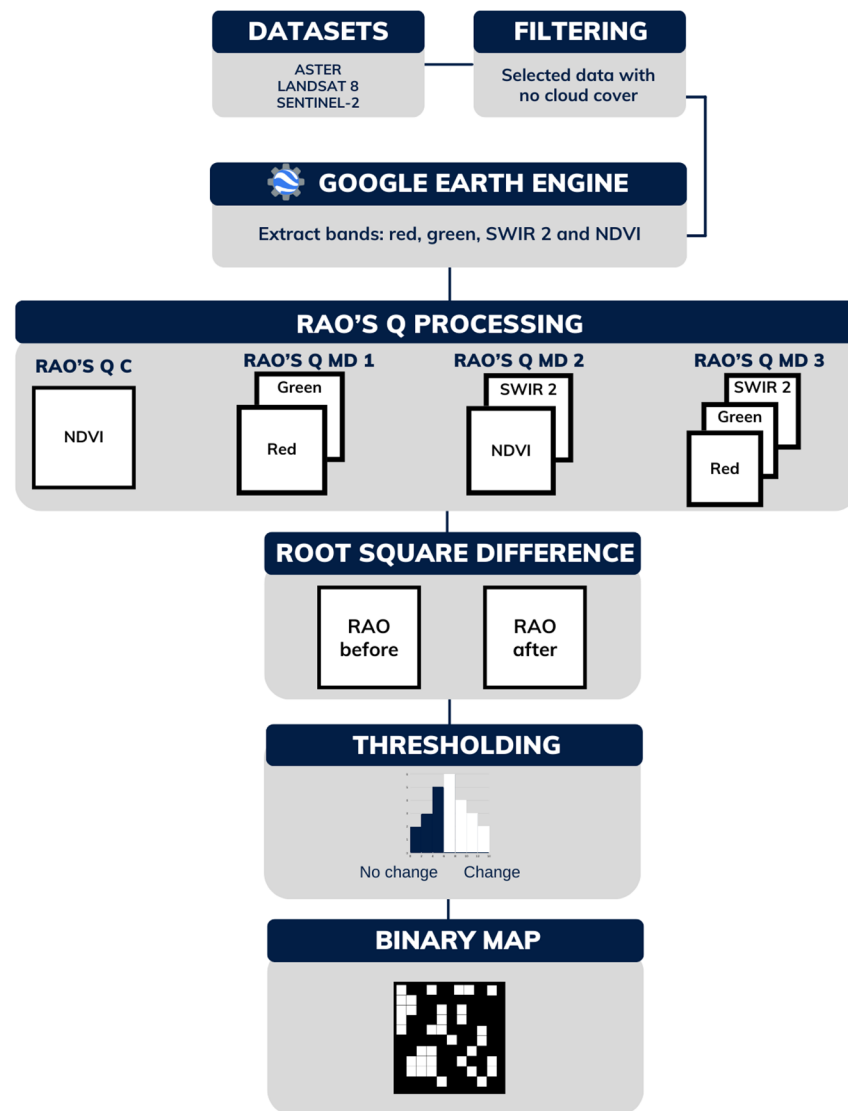 DATASETS
ASTER
LANDSAT 8
SENTINEL-2
FILTERING
Selected data with
no cloud cover
GOOGLE EARTH ENGINE
Extract bands: red, green, SWIR 2 and NDVI
RAO'S Q PROCESSING
RAO'S Q C
NDVI
RAO'S Q MD 1
Green
Red
RAO'S Q MD 2
SWIR 2
NDVI
RAO'S Q MD 3
SWIR 2
Green
Red
ROOT SQUARE DIFFERENCE
RAO
before
RAO
after
THRESHOLDING
No change Change
BINARY MAP